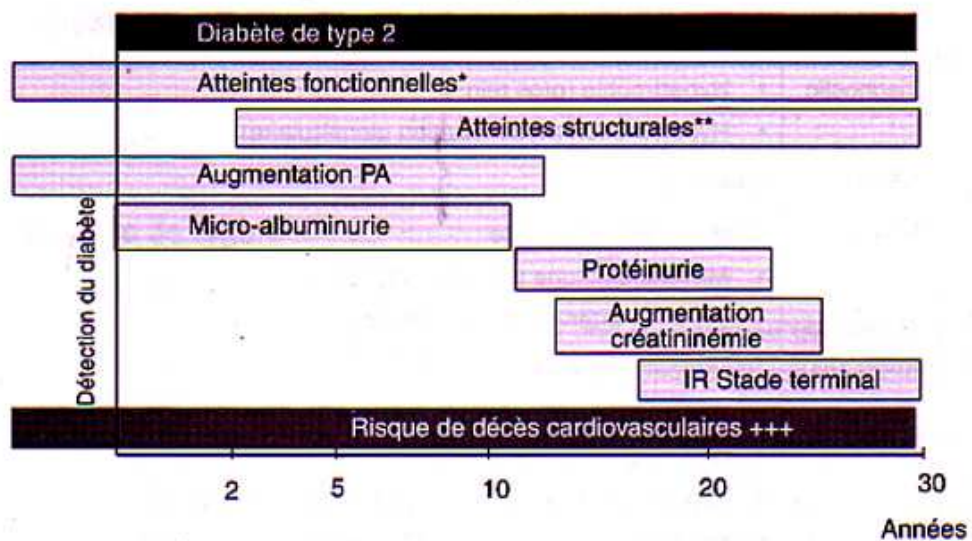 Diabète de type 2
Atteintes fonctionnelles*
Atteintes structurales**
Augmentation PA
Micro-albuminurie
Protéinurie
Augmentation
créatininémie
IR Stade terminal
Risque de décès cardiovasculaires +++
Détection du diabète
2 5 10 20 30
Années